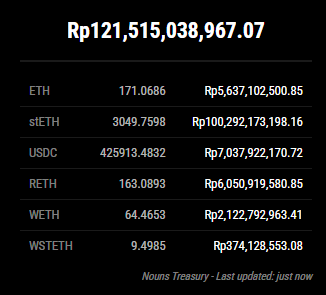 Rp121,515,038,967.07
ETH 171.0686 Rp5,637,102,500.85
stETH 3049.7598 Rp100,292,173,198.16
USDC 425913.4832 Rp7,037,922,170.72
RETH 163.0893 Rp6,050,919,580.85
WETH 64.4653 Rp2,122,792,963.41
WSTETH 9.4985 Rp374,128,553.08
Nouns Treasury - Last updated: just now